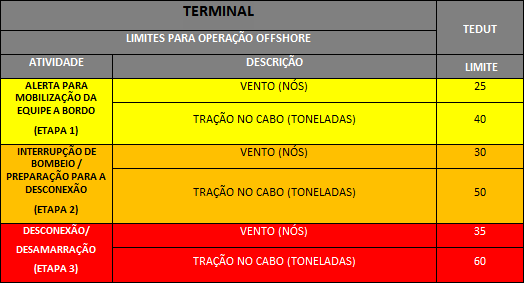 TERMINAL
TEDUT
LIMITES PARA OPERAÇÃO OFFSHORE
ATIVIDADE
DESCRIÇÃO
LIMITE
ALERTA PARA
MOBILIZAÇÃO DA
EQUIPE A BORDO
(ETAPA 1)
VENTO (NÓS)
25
TRAÇÃO NO CABO (TONELADAS)
40
INTERRUPÇÃO DE
BOMBEIO /
PREPARAÇÃO PARA A
DESCONEXÃO
(ETAPA 2)
VENTO (NÓS)
30
TRAÇÃO NO CABO (TONELADAS)
50
DESCONEXÃO/
DESAMARRAÇÃO
(ETAPA 3)
VENTO (NÓS)
35
TRAÇÃO NO CABO (TONELADAS)
60